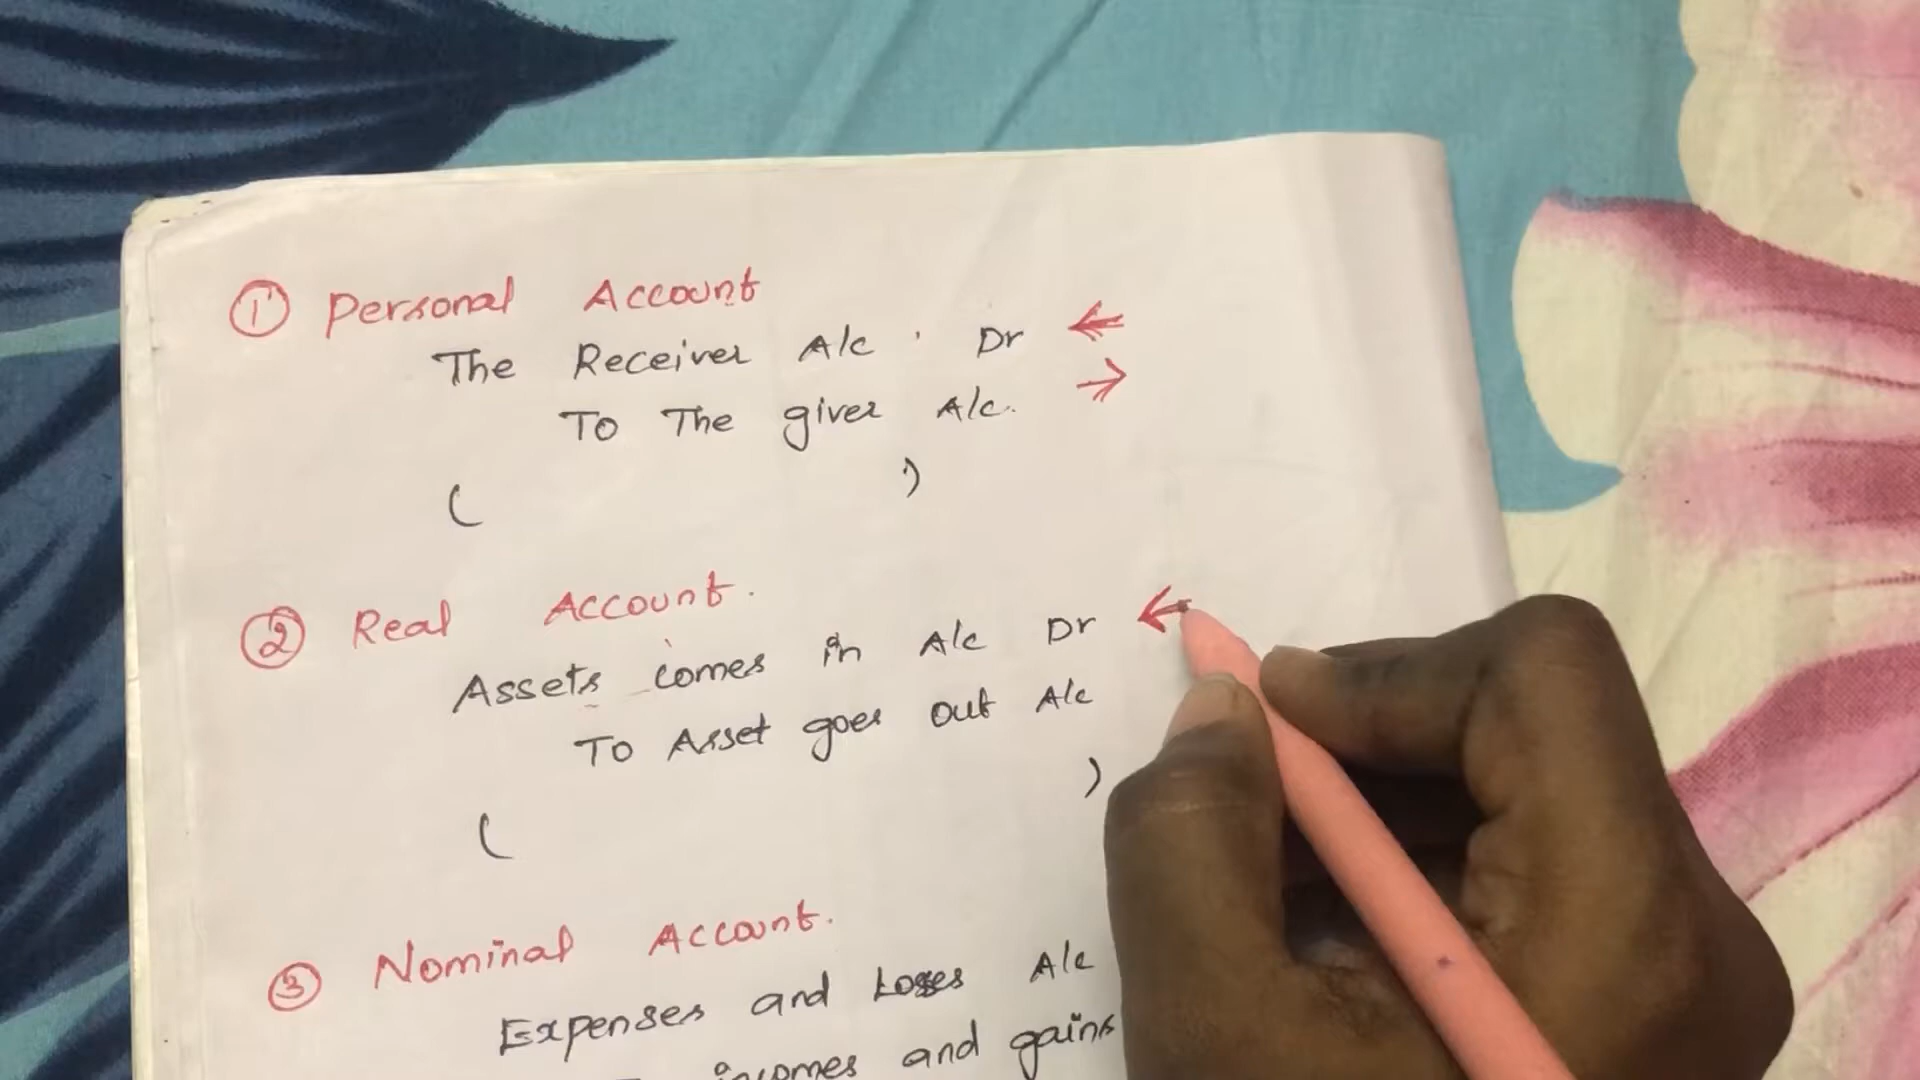 ① Personal Account
The Receiver A/c Dr ←
To The giver A/c. →
( )
② Real Account.
Assets comes in A/c Dr ←
To Asset goes out A/c
( )
③ Nominal Account.
Expenses and Losses A/c
incomes and gains